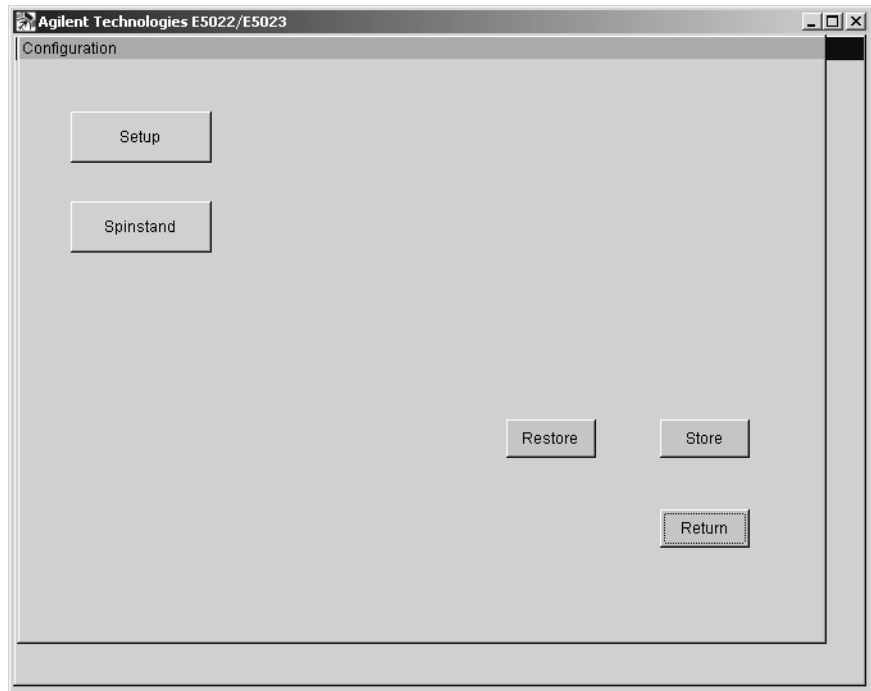 Agilent Technologies E5022/E5023
Configuration
Setup
Spinstand
Restore Store
Return